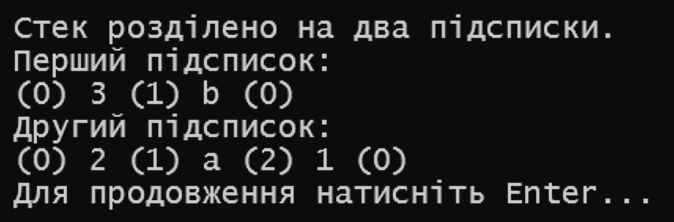 Стек розділено на два підсписки.
Перший підсписок:
(0) 3 (1) b (0)
Другий підсписок:
(0) 2 (1) a (2) 1 (0)
Для продовження натисніть Enter...